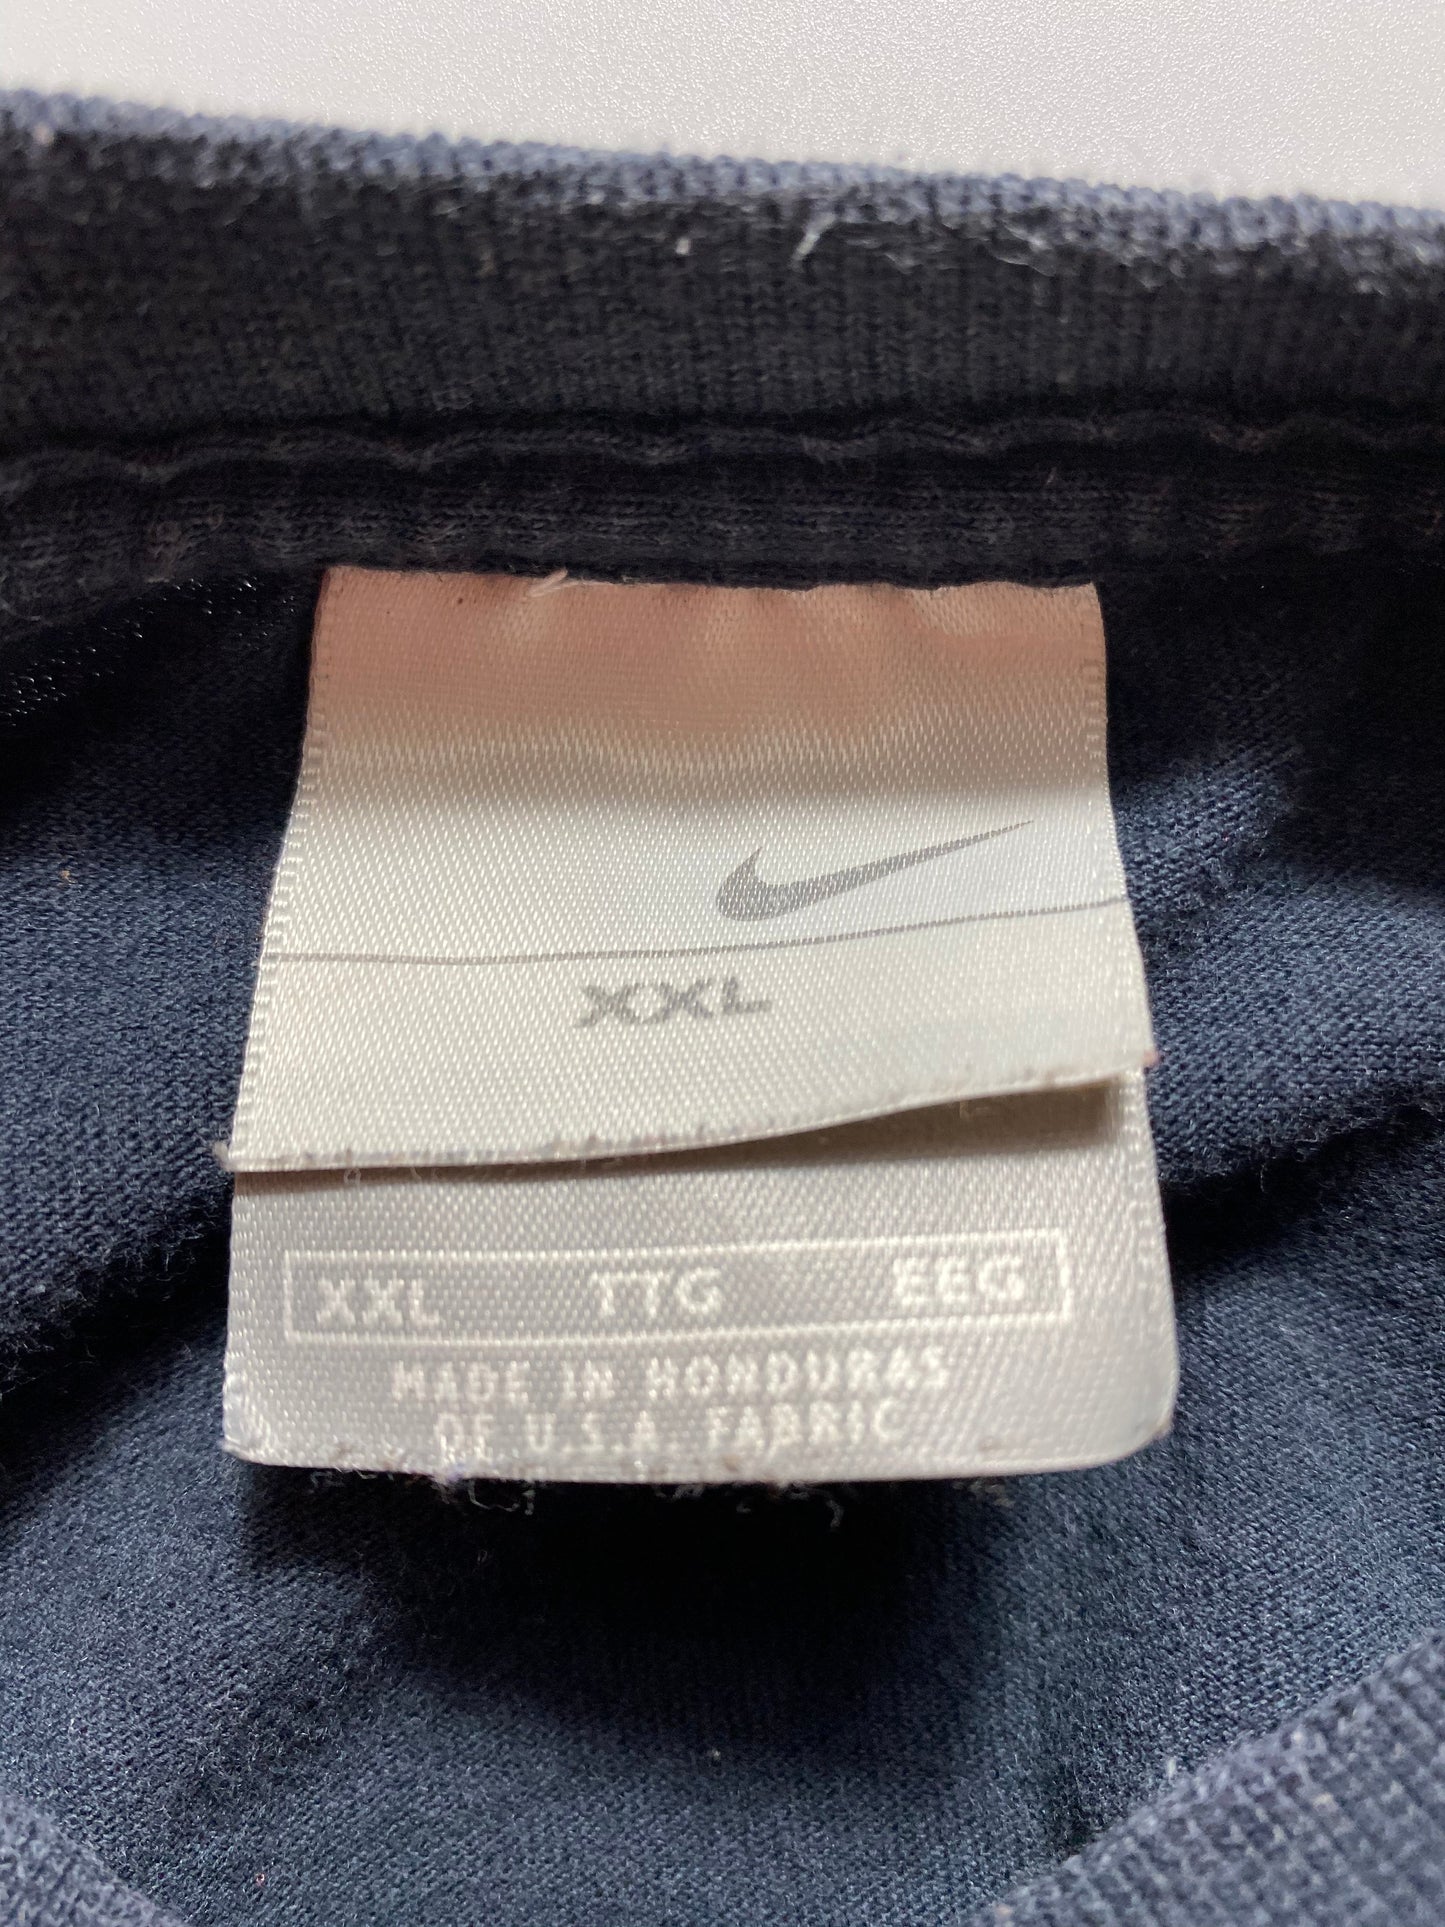 XXL
XXL TTG EEG
MADE IN HONDURAS
OF U.S.A. FABRIC